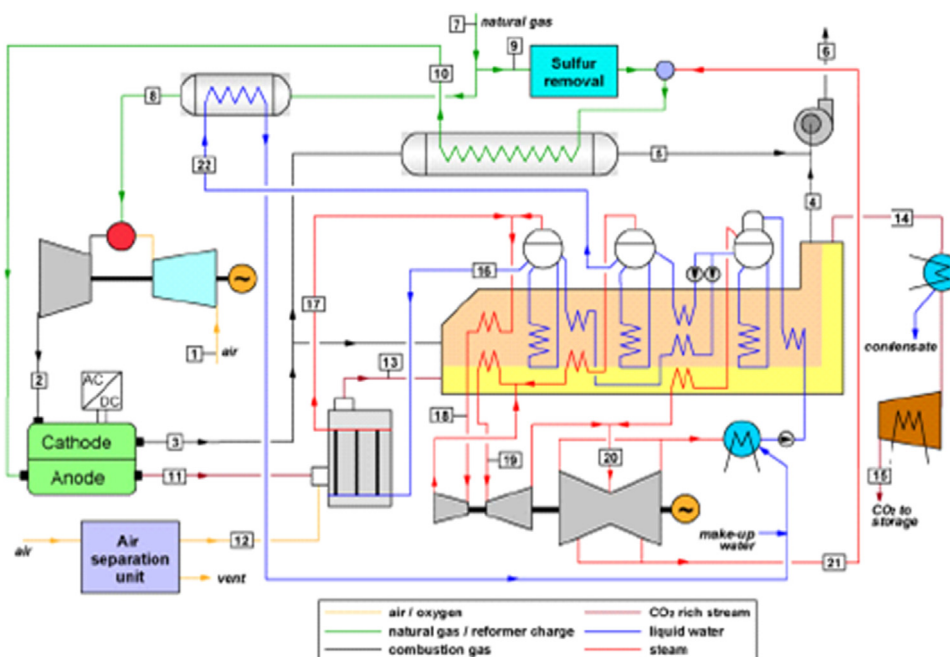 7
natural gas
9
Sulfur
removal
6
10
8
5
22
4
14
16
17
1
air
13
condensate
2
AC
DC
18
Cathode
3
Anode
11
19
20
15
CO₂ to
storage
make-up
water
air
Air
separation
unit
12
vent
21
air / oxygen
natural gas / reformer charge
combustion gas
CO₂ rich stream
liquid water
steam